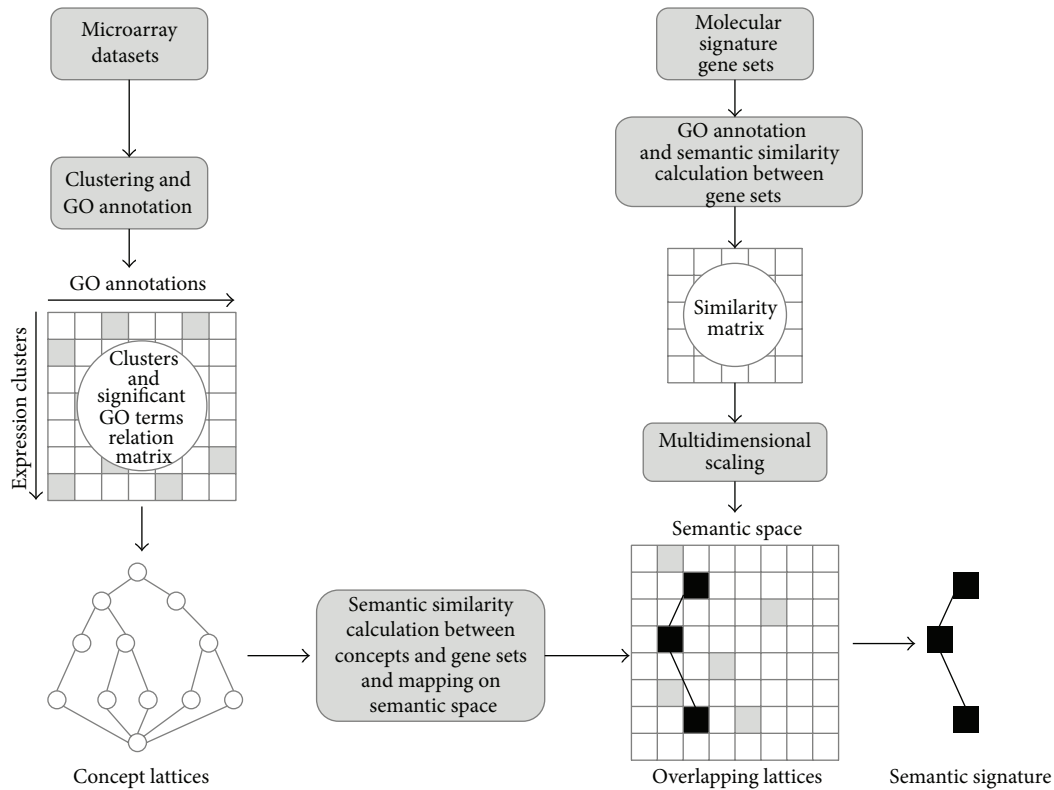 Microarray
datasets
Clustering and
GO annotation
GO annotations
Expression clusters
Clusters
and
significant
GO terms
relation
matrix
Concept lattices
Semantic similarity
calculation between
concepts and gene sets
and mapping on
semantic space
Molecular
signature
gene sets
GO annotation
and semantic similarity
calculation between
gene sets
Similarity
matrix
Multidimensional
scaling
Semantic space
Overlapping lattices
Semantic signature